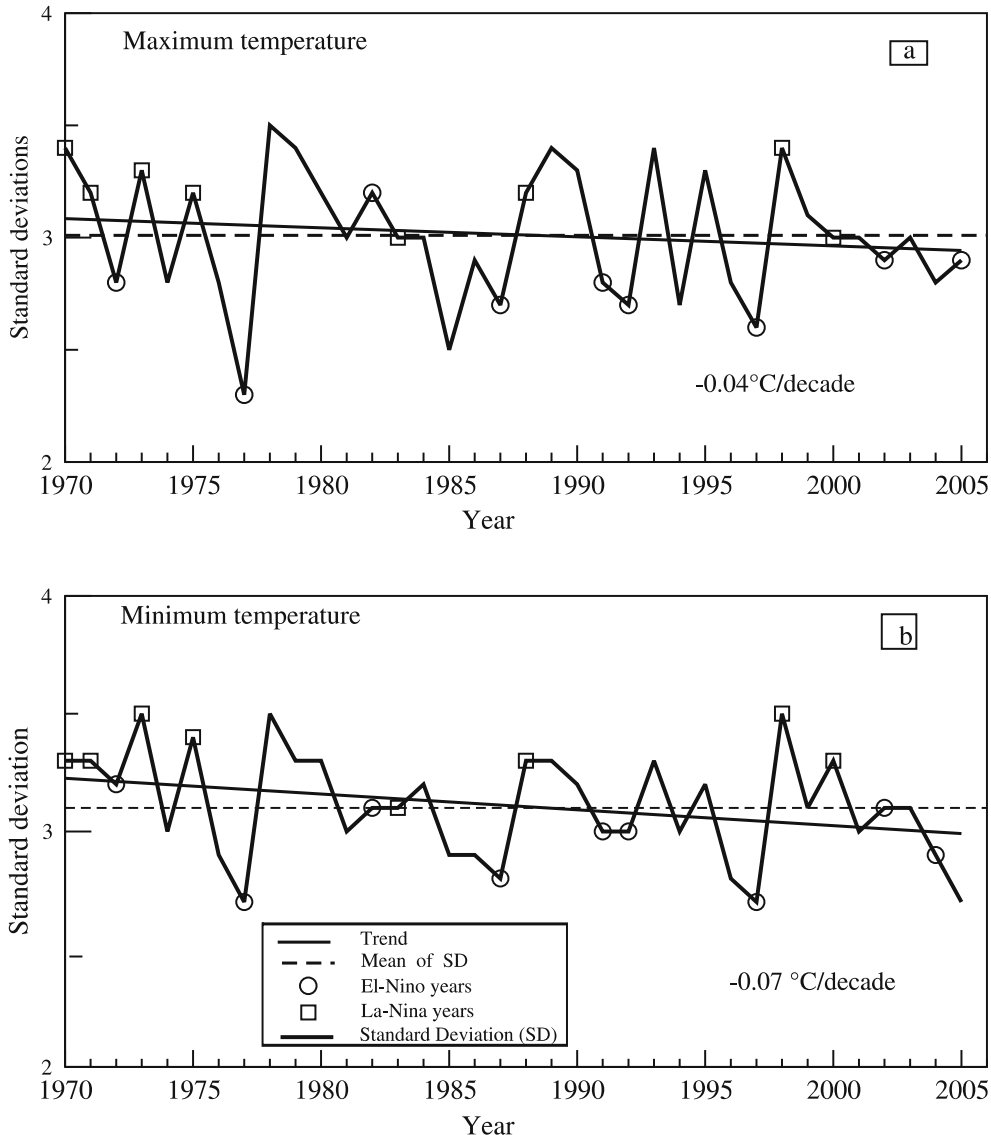 4
Maximum temperature
a
3
Standard deviations
-0.04°C/decade
2
1970 1975 1980 1985 1990 1995 2000 2005
Year
4
Minimum temperature
b
3
Standard deviation
Trend
Mean of SD
El-Nino years
La-Nina years
Standard Deviation (SD)
-0.07 °C/decade
2
1970 1975 1980 1985 1990 1995 2000 2005
Year